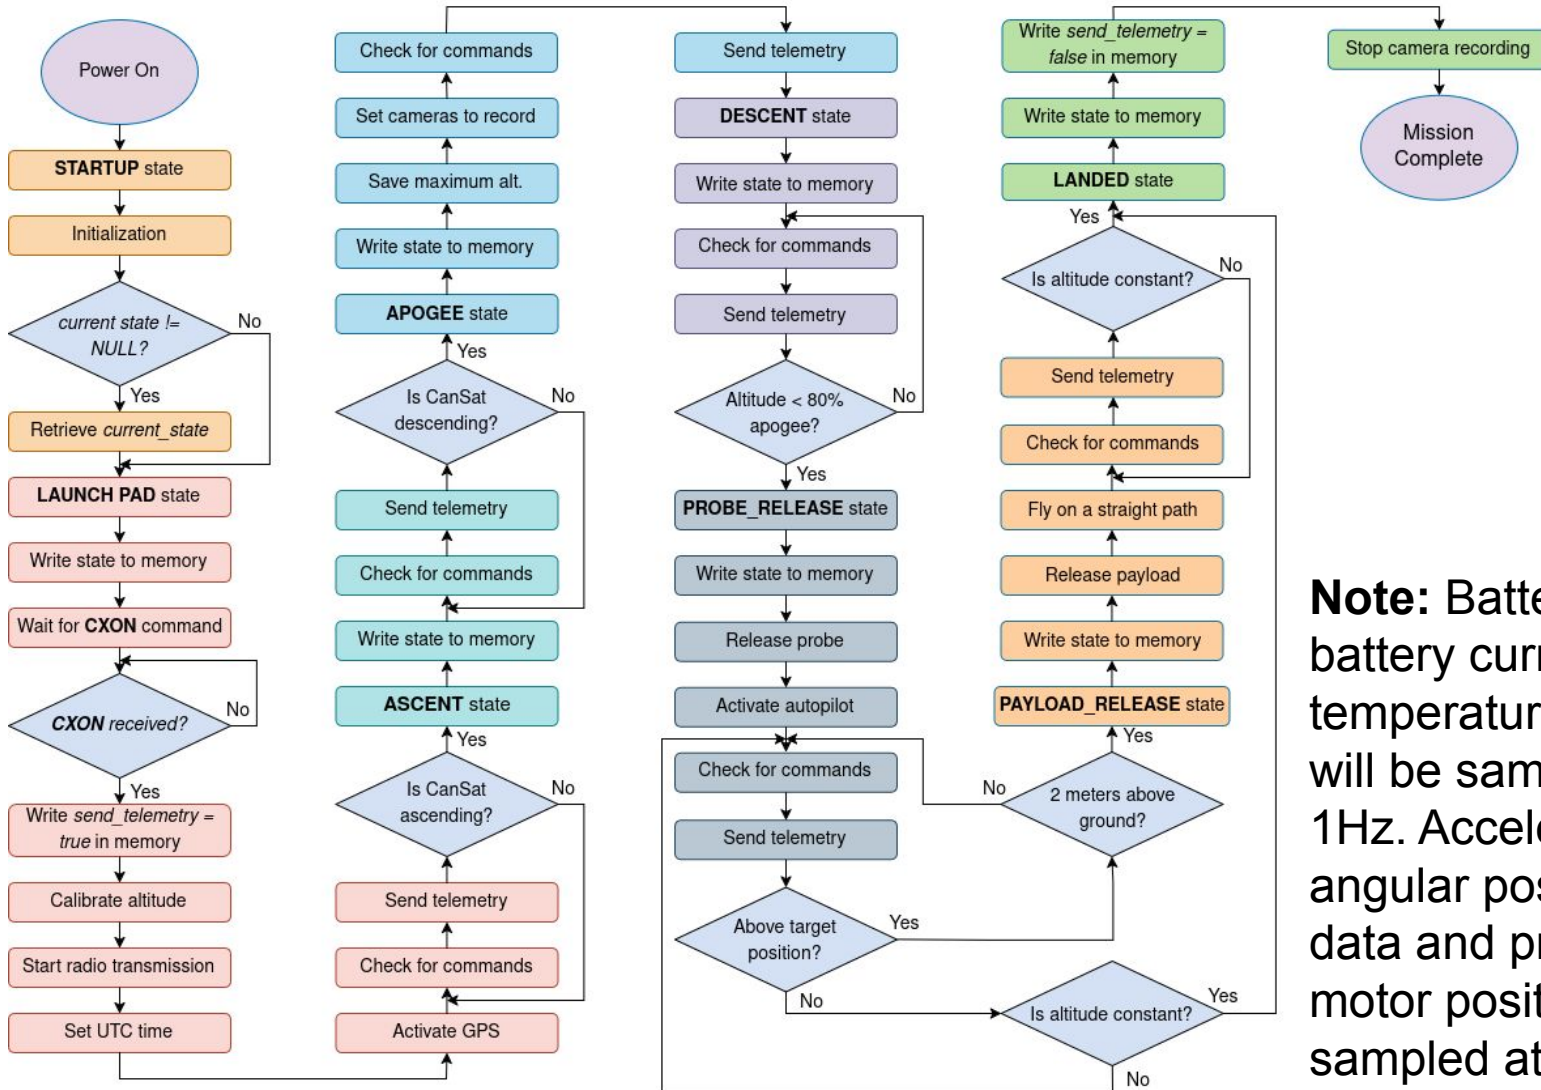 Power On
STARTUP state
Initialization
current state !=
NULL?
No
Yes
Retrieve current_state
LAUNCH PAD state
Write state to memory
Wait for CXON command
CXON received?
No
Yes
Write send_telemetry =
true in memory
Calibrate altitude
Start radio transmission
Set UTC time
Activate GPS
Check for commands
Send telemetry
Is CanSat
ascending?
No
Yes
ASCENT state
Write state to memory
Check for commands
Send telemetry
Is CanSat
descending?
No
Yes
APOGEE state
Write state to memory
Save maximum alt.
Set cameras to record
Check for commands
Send telemetry
DESCENT state
Write state to memory
Check for commands
Send telemetry
Altitude < 80%
apogee?
No
Yes
PROBE_RELEASE state
Write state to memory
Release probe
Activate autopilot
Check for commands
Send telemetry
Above target
position?
Yes
No
Is altitude constant?
Yes
No
2 meters above
ground?
No
Yes
PAYLOAD_RELEASE state
Write state to memory
Release payload
Fly on a straight path
Check for commands
Send telemetry
Is altitude constant?
No
Yes
LANDED state
Write state to memory
Write send_telemetry =
false in memory
Stop camera recording
Mission
Complete
Note:
battery
will be
1Hz.
angular
data and
motor
sampled at